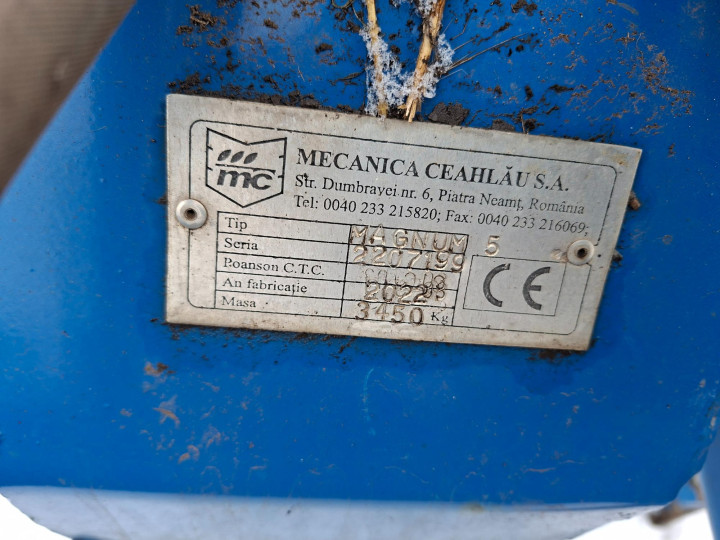 mc
MECANICA CEAHLĂU S.A.
Str. Dumbravei nr. 6, Piatra Neamț, România
Tel: 0040 233 215820; Fax: 0040 233 216069;
Tip MAGNUM 5
Seria 2207199
Poanson C.T.C.
An fabricație 2022
Masa 3450 Kg
CE